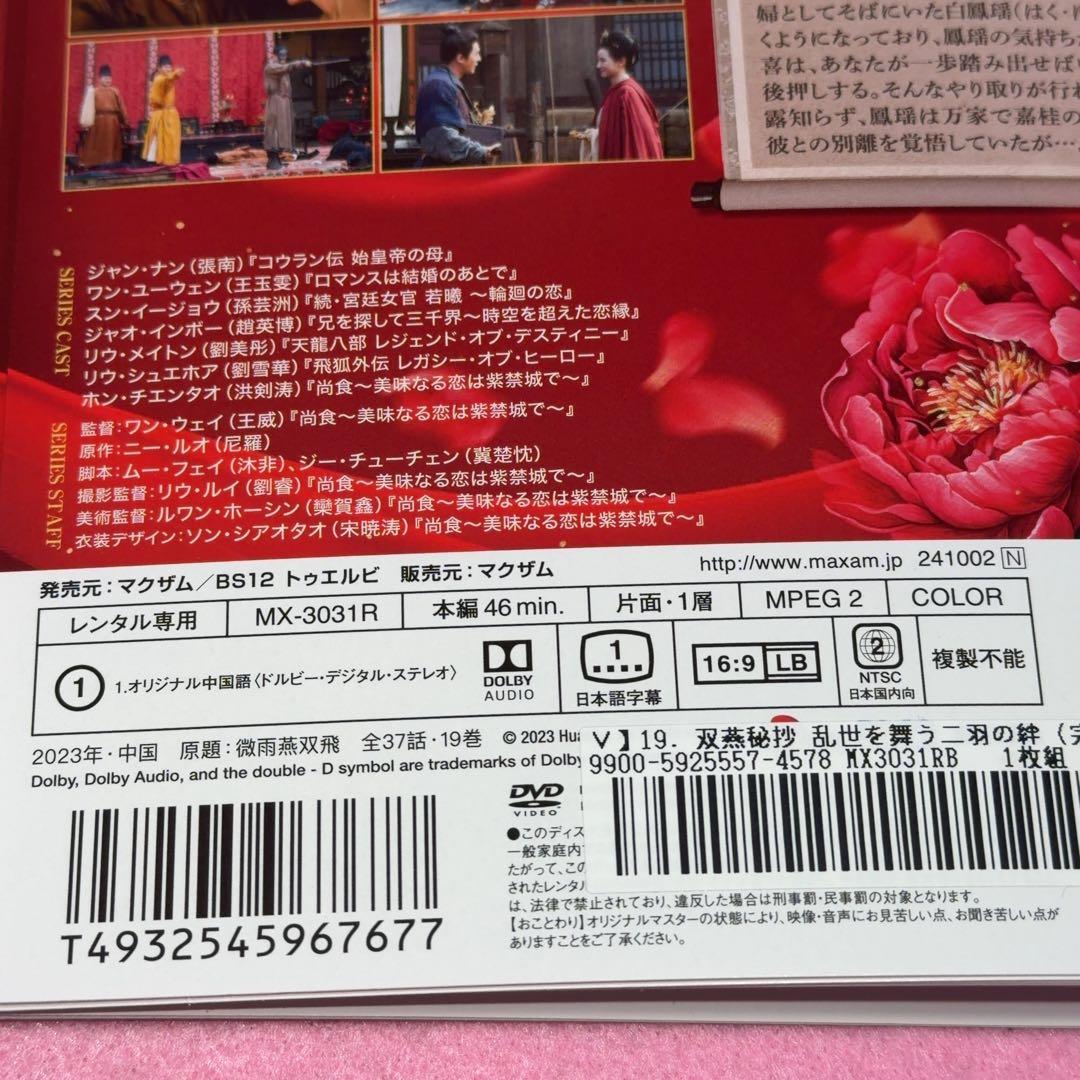 婦としてそばにいた白鳳瑶(はく・
くようになっており、鳳瑶の気持ち
喜は、あなたが一歩踏み出せば
後押しする。そんなやり取りが行
露知らず、鳳瑶は万家で嘉桂の
彼との別離を覚悟していたが…
SERIES CAST
ジャン・ナン(張南)『コウラン伝 始皇帝の母』
ワン・ユーウェン(王玉雯)『ロマンスは結婚のあとで』
スン・イージョウ(孫芸洲)『続・宮廷女官 若曦 ～輪廻の恋』
ジャオ・インボー(趙英博)『兄を探して三千界～時空を超えた恋縁』
リウ・メイトン(劉美彤)『天龍八部 レジェンド・オブ・デスティニー』
リウ・シュエホア(劉雪華)『飛狐外伝 レガシー・オブ・ヒーロー』
ホン・チエンタオ(洪剣涛)『尚食～美味なる恋は紫禁城で～』
SERIES STAFF
監督:ワン・ウェイ(王威)『尚食～美味なる恋は紫禁城で～』
原作:ニー・ルオ(尼羅)
脚本:ムー・フェイ(沐非)、ジー・チューチェン(冀楚忱)
撮影監督:リウ・ルイ(劉睿)『尚食～美味なる恋は紫禁城で～』
美術監督:ルワン・ホーシン(欒賀鑫)『尚食～美味なる恋は紫禁城で～』
衣装デザイン:ソン・シアオタオ(宋暁涛)『尚食～美味なる恋は紫禁城で～』
発売元:マクザム/BS12 トゥエルビ 販売元:マクザム http://www.maxam.jp 241002 N
レンタル専用 MX-3031R 本編 46 min. 片面・1層 MPEG 2 COLOR
1 1.オリジナル中国語〈ドルビー・デジタル・ステレオ〉 DOLBY AUDIO 1 日本語字幕 16:9 LB 2 NTSC 日本国内向 複製不能
2023年・中国 原題:微雨燕双飛 全37話・19巻 © 2023 Hua
Dolby, Dolby Audio, and the double - D symbol are trademarks of Dolby
V】19. 双燕秘抄 乱世を舞う二羽の絆 (完
9900-5925557-4578 MX3031RB 1枚組
DVD VIDEO
●このディス
一般家庭内
たがって、この
されたレンタル
は、法律で禁止されており、違反した場合は刑事罰・民事罰の対象となります。
【おことわり】オリジナルマスターの状態により、映像・音声にお見苦しい点、お聞き苦しい点が
ありますことをご了承ください。
T4932545967677